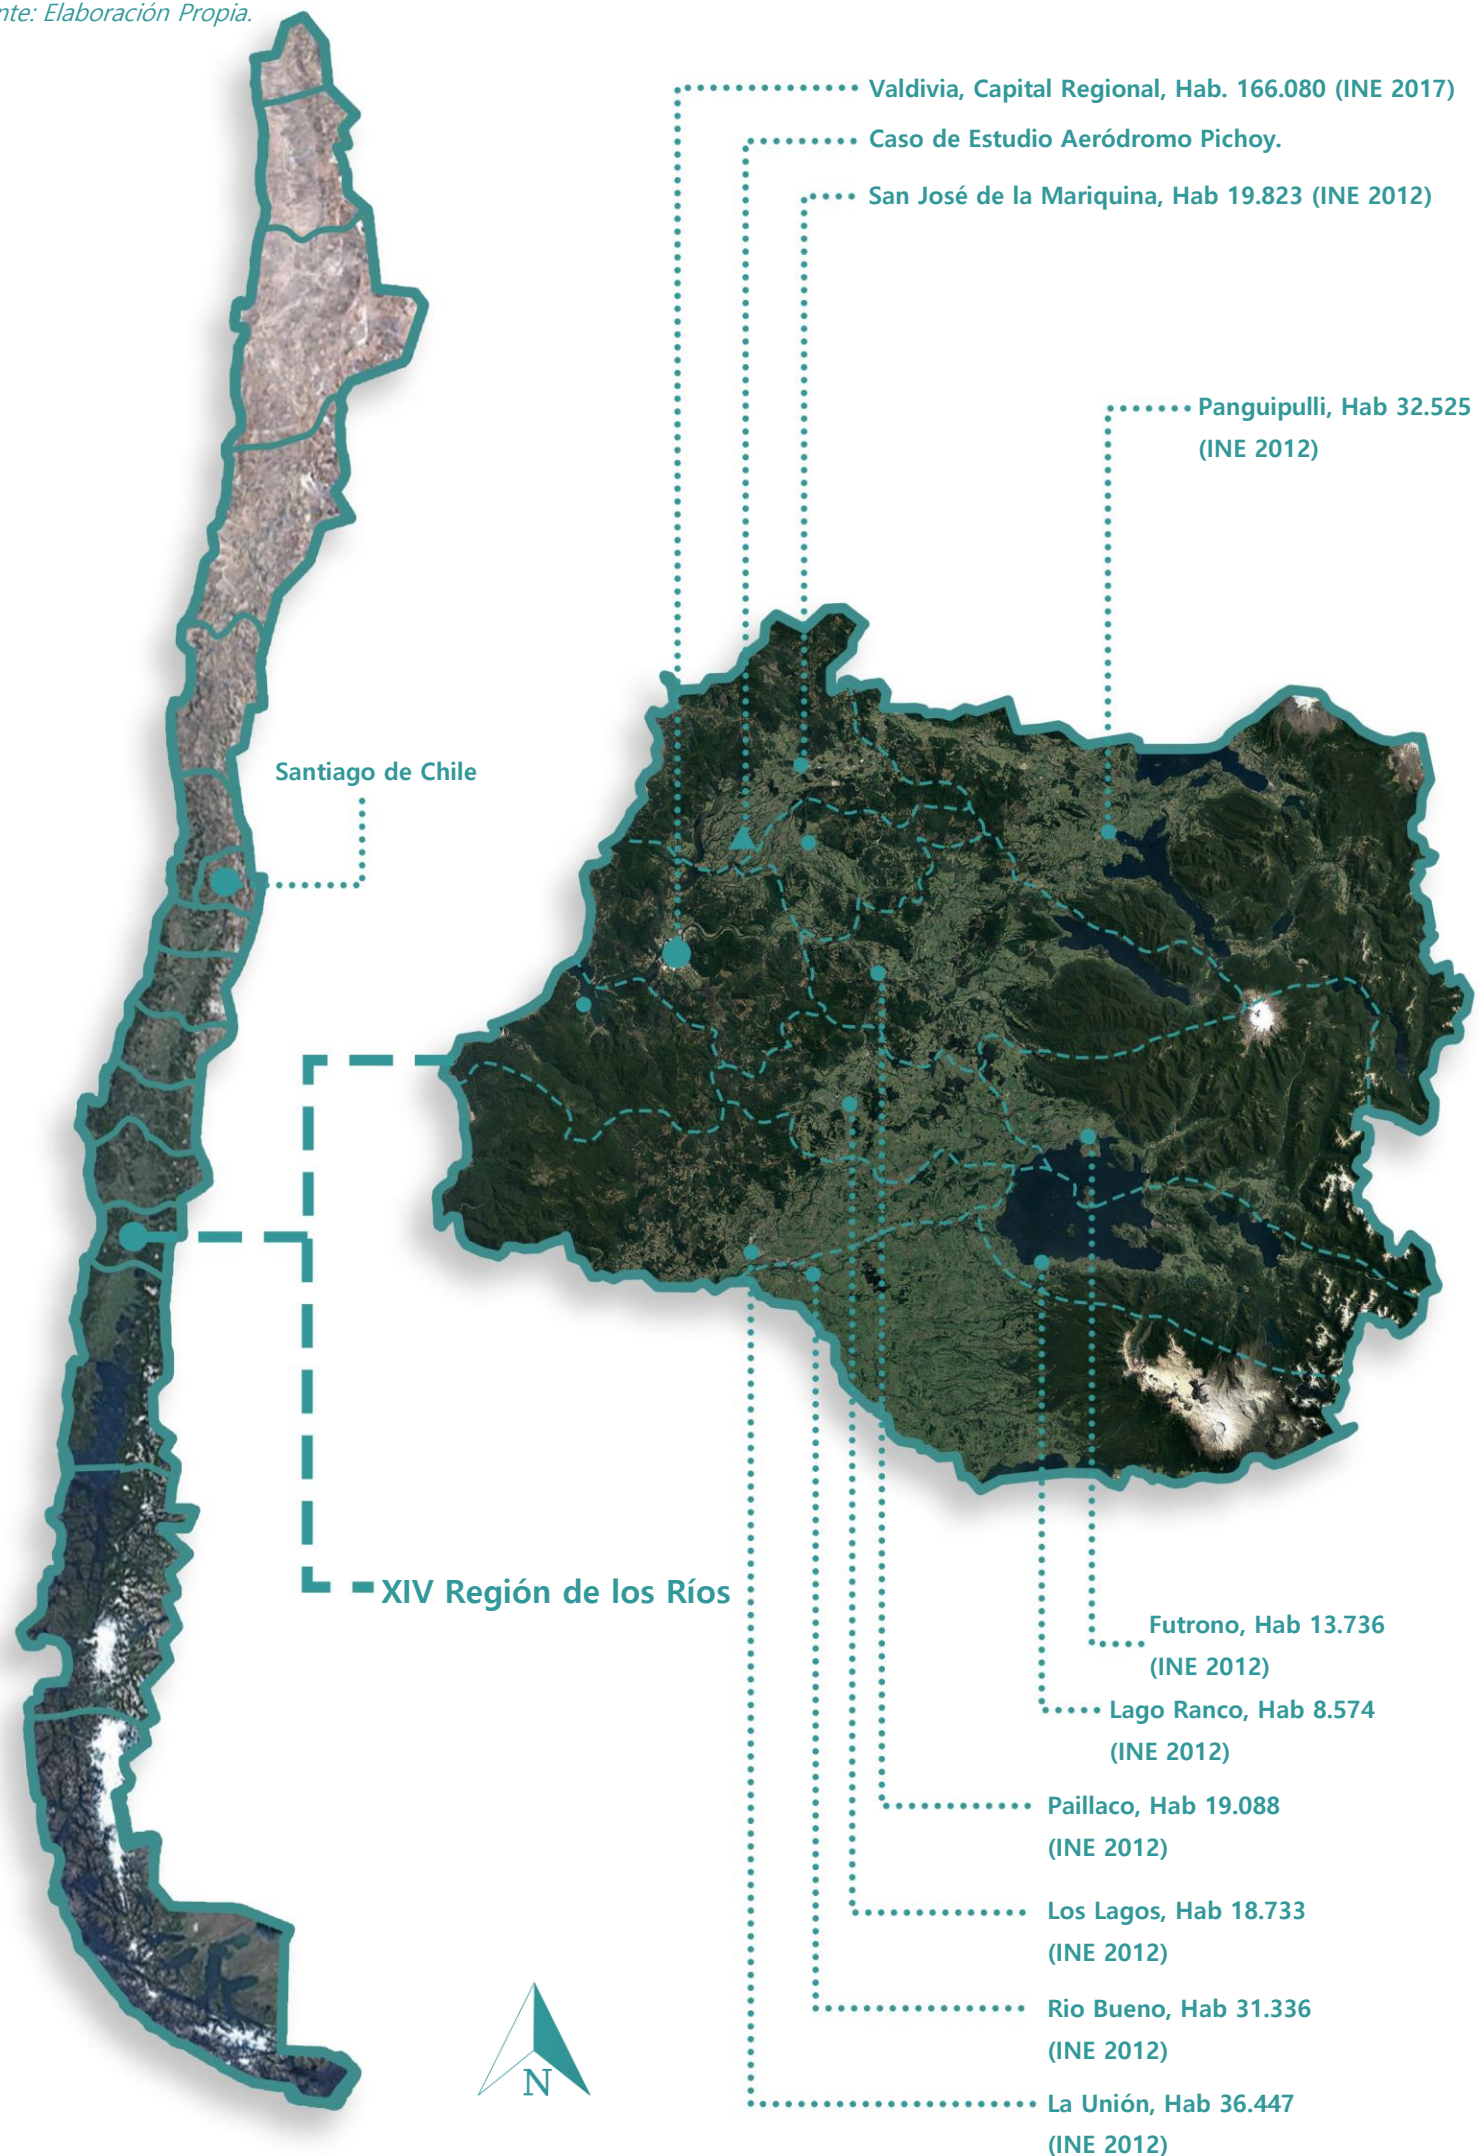 nte: Elaboración Propia.
Valdivia, Capital Regional, Hab. 166.080 (INE 2017)
Caso de Estudio Aeródromo Pichoy.
San José de la Mariquina, Hab 19.823 (INE 2012)
Panguipulli, Hab 32.525
(INE 2012)
Santiago de Chile
XIV Región de los Ríos
Futrono, Hab 13.736
(INE 2012)
Lago Ranco, Hab 8.574
(INE 2012)
Paillaco, Hab 19.088
(INE 2012)
Los Lagos, Hab 18.733
(INE 2012)
Rio Bueno, Hab 31.336
(INE 2012)
N
La Unión, Hab 36.447
(INE 2012)